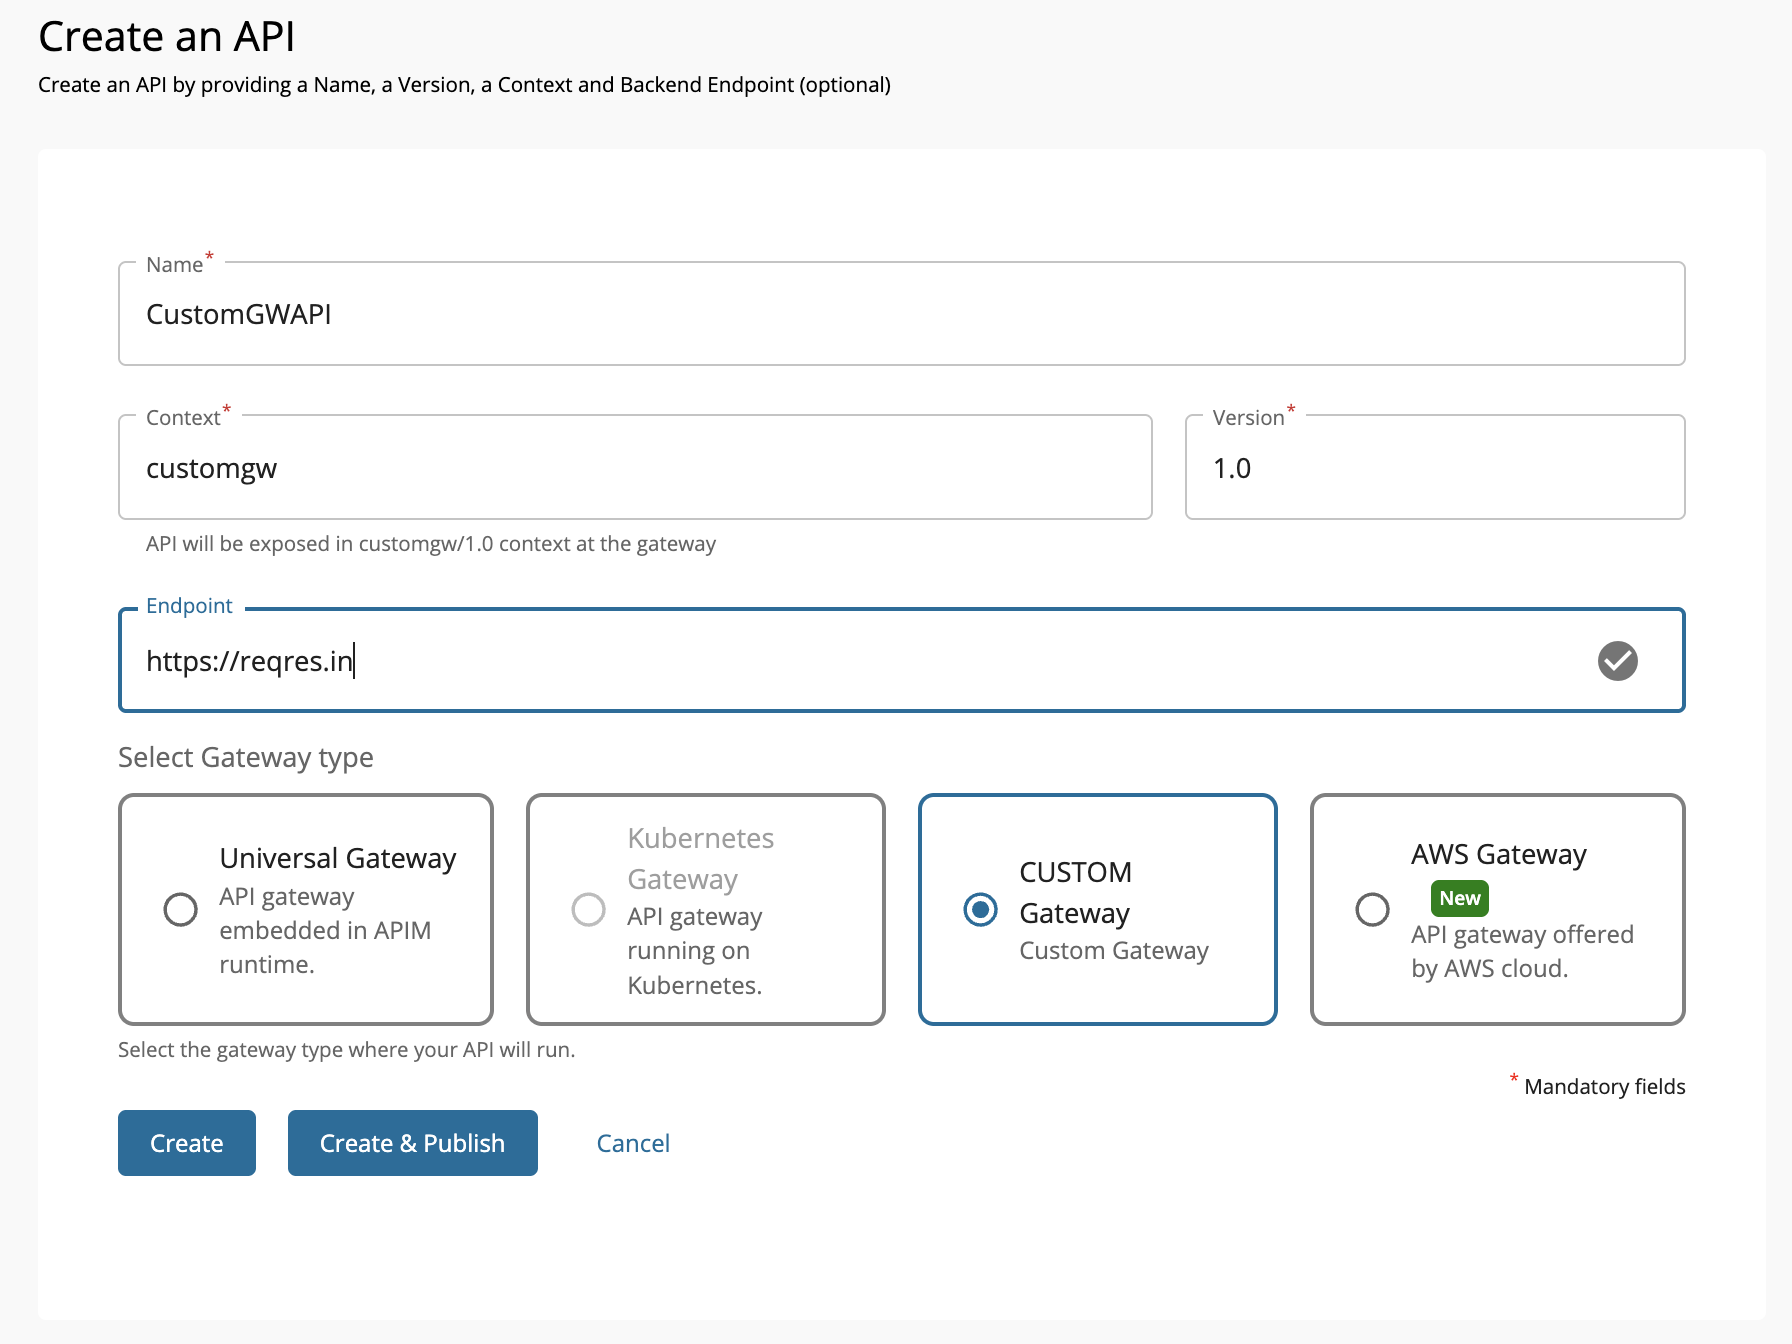 Create an API
Create an API by providing a Name, a Version, a Context and Backend Endpoint (optional)
Name*
CustomGWAPI
Context*
customgw
API will be exposed in customgw/1.0 context at the gateway
Version*
1.0
Endpoint
https://reqres.in
Select Gateway type
Universal Gateway
API gateway
embedded in APIM
runtime.
Kubernetes
Gateway
API gateway
running on
Kubernetes.
CUSTOM
Gateway
Custom Gateway
AWS Gateway
New
API gateway offered
by AWS cloud.
Select the gateway type where your API will run.
* Mandatory fields
Create
Create & Publish
Cancel